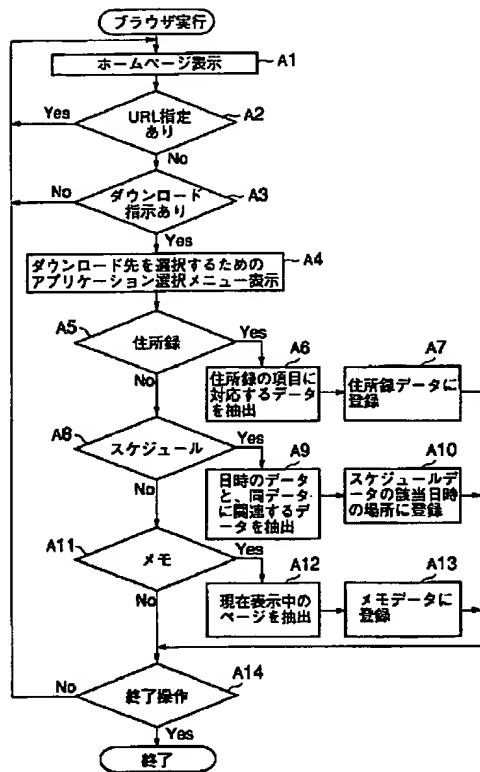 ブラウザ実行
ホームページ表示
A1
URL指定
あり
A2
Yes
No
ダウンロード
指示あり
A3
No
Yes
ダウンロード先を選択するための
アプリケーション選択メニュー表示
A4
A5
住所録
Yes
No
A6
住所録の項目に
対応するデータ
を抽出
A7
住所録データに
登録
A8
スケジュール
Yes
No
A9
日時のデータ
と、同データ
に関連するデ
ータを抽出
A10
スケジュールデ
ータの該当日時
の場所に登録
A11
メモ
Yes
No
A12
現在表示中の
ページを抽出
A13
メモデータに
登録
A14
終了操作
No
Yes
終了